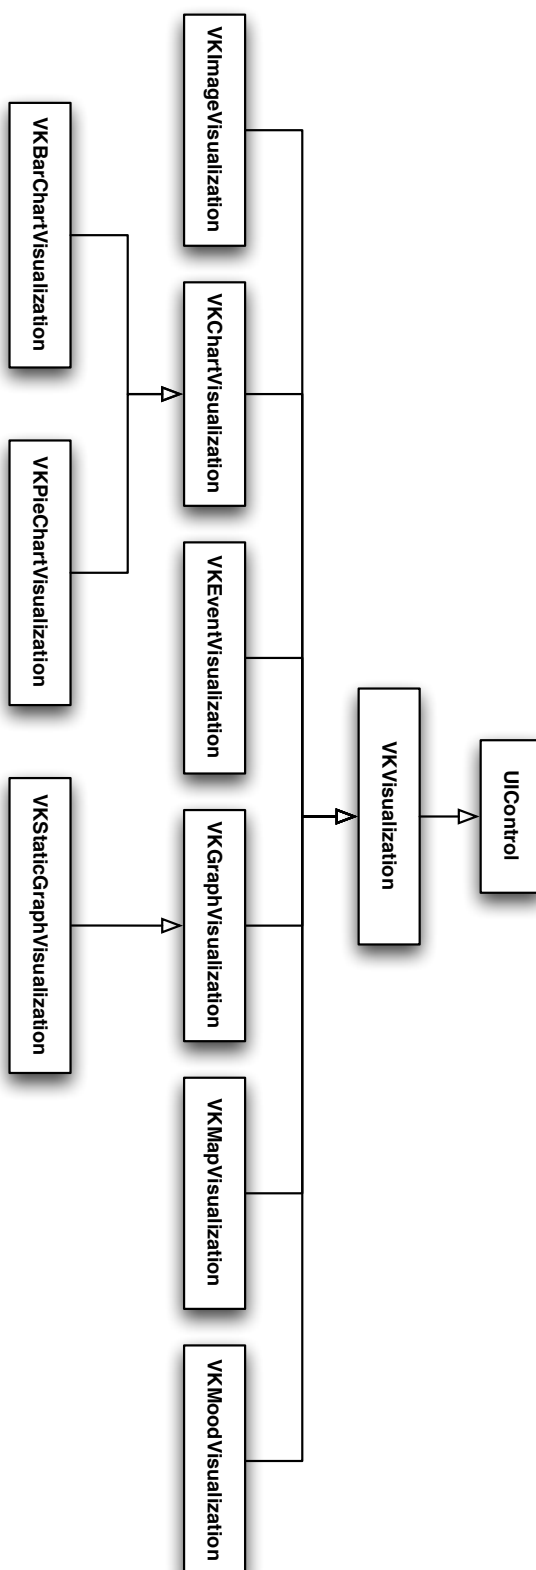 UIControl
VKVisualization
VKImageVisualization
VKChartVisualization
VKEventVisualization
VKGraphVisualization
VKMapVisualization
VKMoodVisualization
VKBarChartVisualization
VKPieChartVisualization
VKStaticGraphVisualization